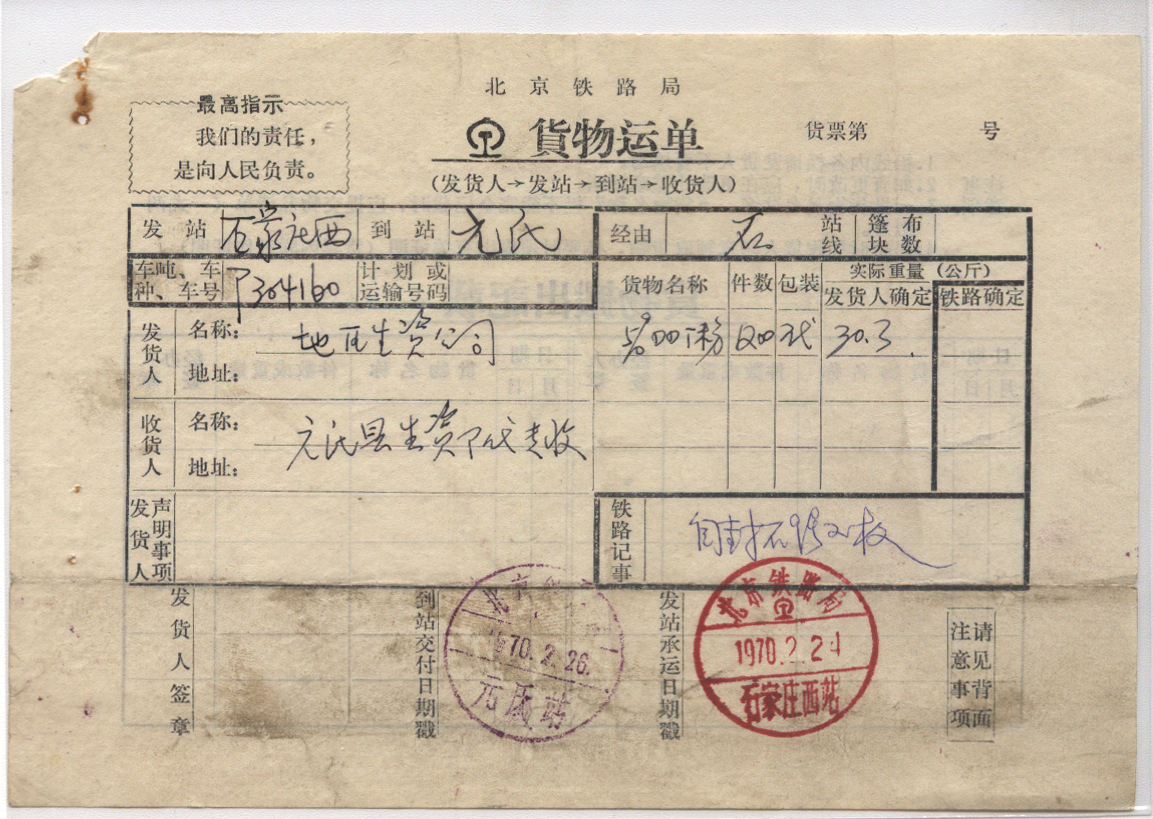 北京铁路局
最高指示
我们的责任，
是向人民负责。
貨物运单
货票第 号
(发货人→发站→到站→收货人)
发站 石家庄西 到站 元氏 经由 石 站线 篷布块数
车吨、车种、车号 304160 计划或运输号码
货物名称 件数 包装 实际重量（公斤）
发货人确定 铁路确定
发货人 名称： 地区生资公司
地址：
30.3
收货人 名称：
元氏县生资
地址：
发货人声明事项
铁路记事
发货人签章
到站交付日期戳
发站承运日期戳
请见背面注意事项
北京铁路局
1970.2.26.
元氏站
北京铁路局
1970.2.24
石家庄西站